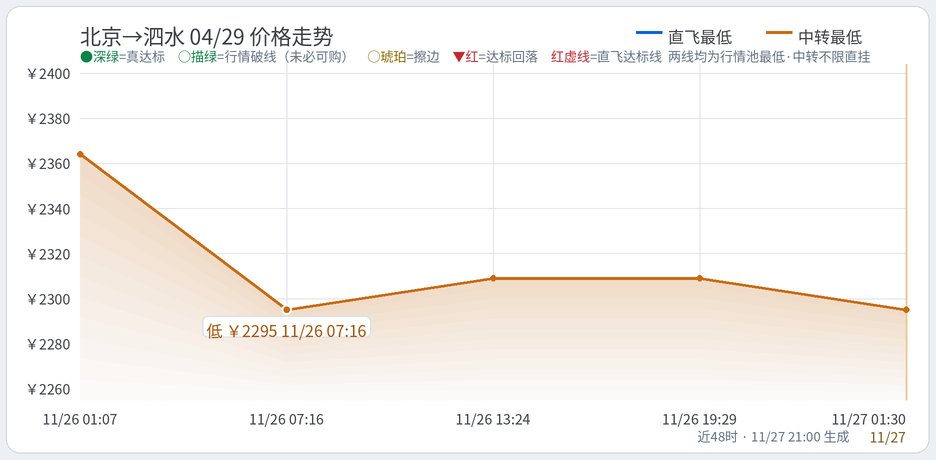 北京→泗水 04/29 价格走势
直飞最低 中转最低
●深绿=真达标 ○描绿=行情破线（未必可购） ○琥珀=擦边 ▼红=达标回落 红虚线=直飞达标线 两线均为行情池最低·中转不限直挂
¥2400
¥2380
¥2360
¥2340
¥2320
¥2300
¥2280
¥2260
低 ¥2295 11/26 07:16
11/26 01:07 11/26 07:16 11/26 13:24 11/26 19:29 11/27 01:30
近48时 · 11/27 21:00 生成 11/27